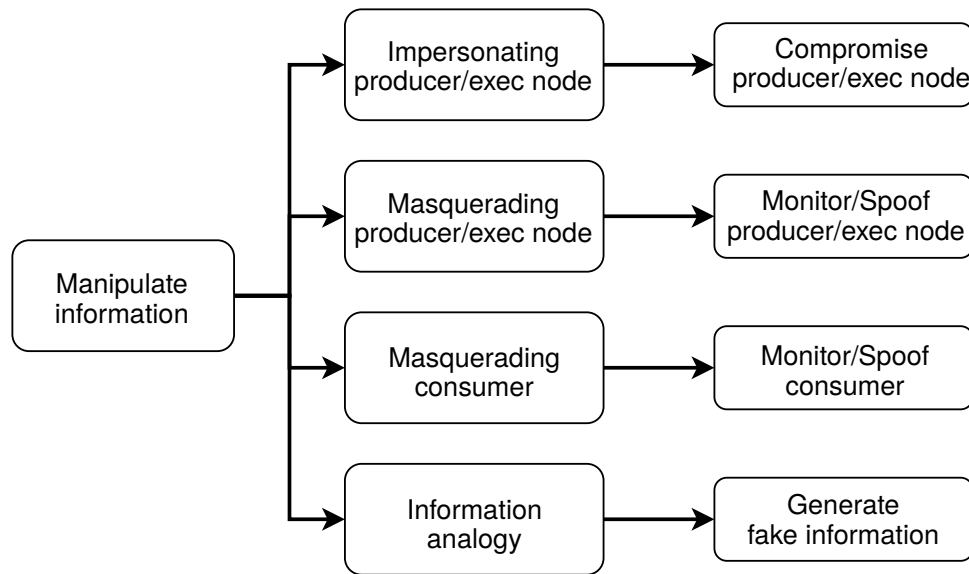 Impersonating
producer/exec node
Compromise
producer/exec node
Masquerading
producer/exec node
Monitor/Spoof
producer/exec node
Manipulate
information
Masquerading
consumer
Monitor/Spoof
consumer
Information
analogy
Generate
fake information